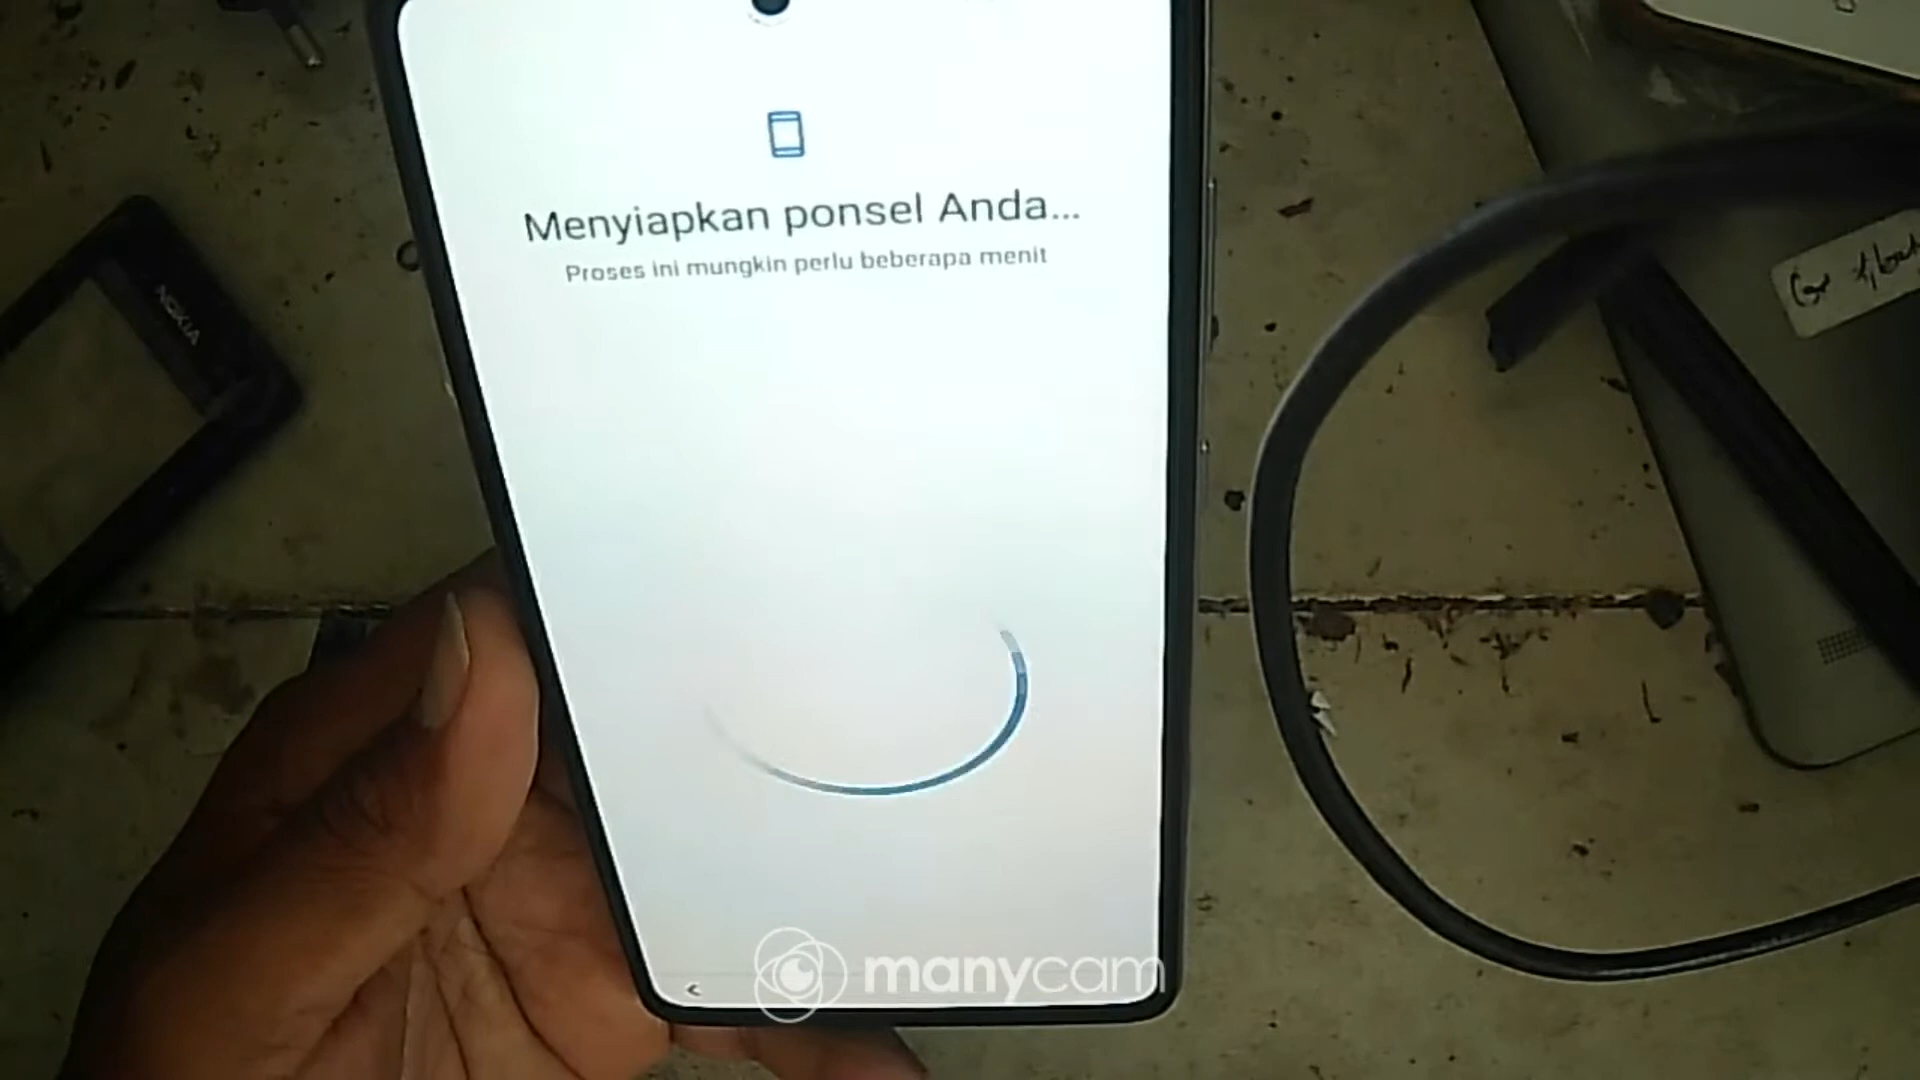 Menyiapkan ponsel Anda...
Proses ini mungkin perlu beberapa menit
NOKIA
manycam